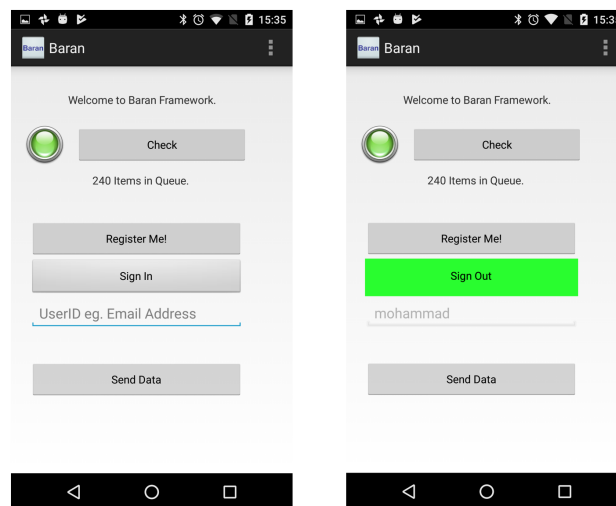 15:35
Baran Baran
Welcome to Baran Framework.
Check
240 Items in Queue.
Register Me!
Sign In
UserID eg. Email Address
Send Data
15:3
Baran Baran
Welcome to Baran Framework.
Check
240 Items in Queue.
Register Me!
Sign Out
mohammad
Send Data